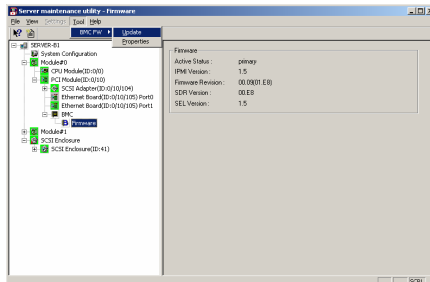 Server maintenance utility - Firmware
File View Settings Tool Help
BMC FW Update
Properties
SERVER-B1
System Configuration
Module#0
CPU Module(ID:0/0)
PCI Module(ID:0/10)
SCSI Adapter(ID:0/10/104)
Ethernet Board(ID:0/10/105) Port0
Ethernet Board(ID:0/10/105) Port1
BMC
Firmware
Module#1
SCSI Enclosure
SCSI Enclosure(ID:41)
Firmware
Active Status : primary
IPMI Version : 1.5
Firmware Revision : 00.09(01.E8)
SDR Version : 00.E8
SEL Version : 1.5
SCRL